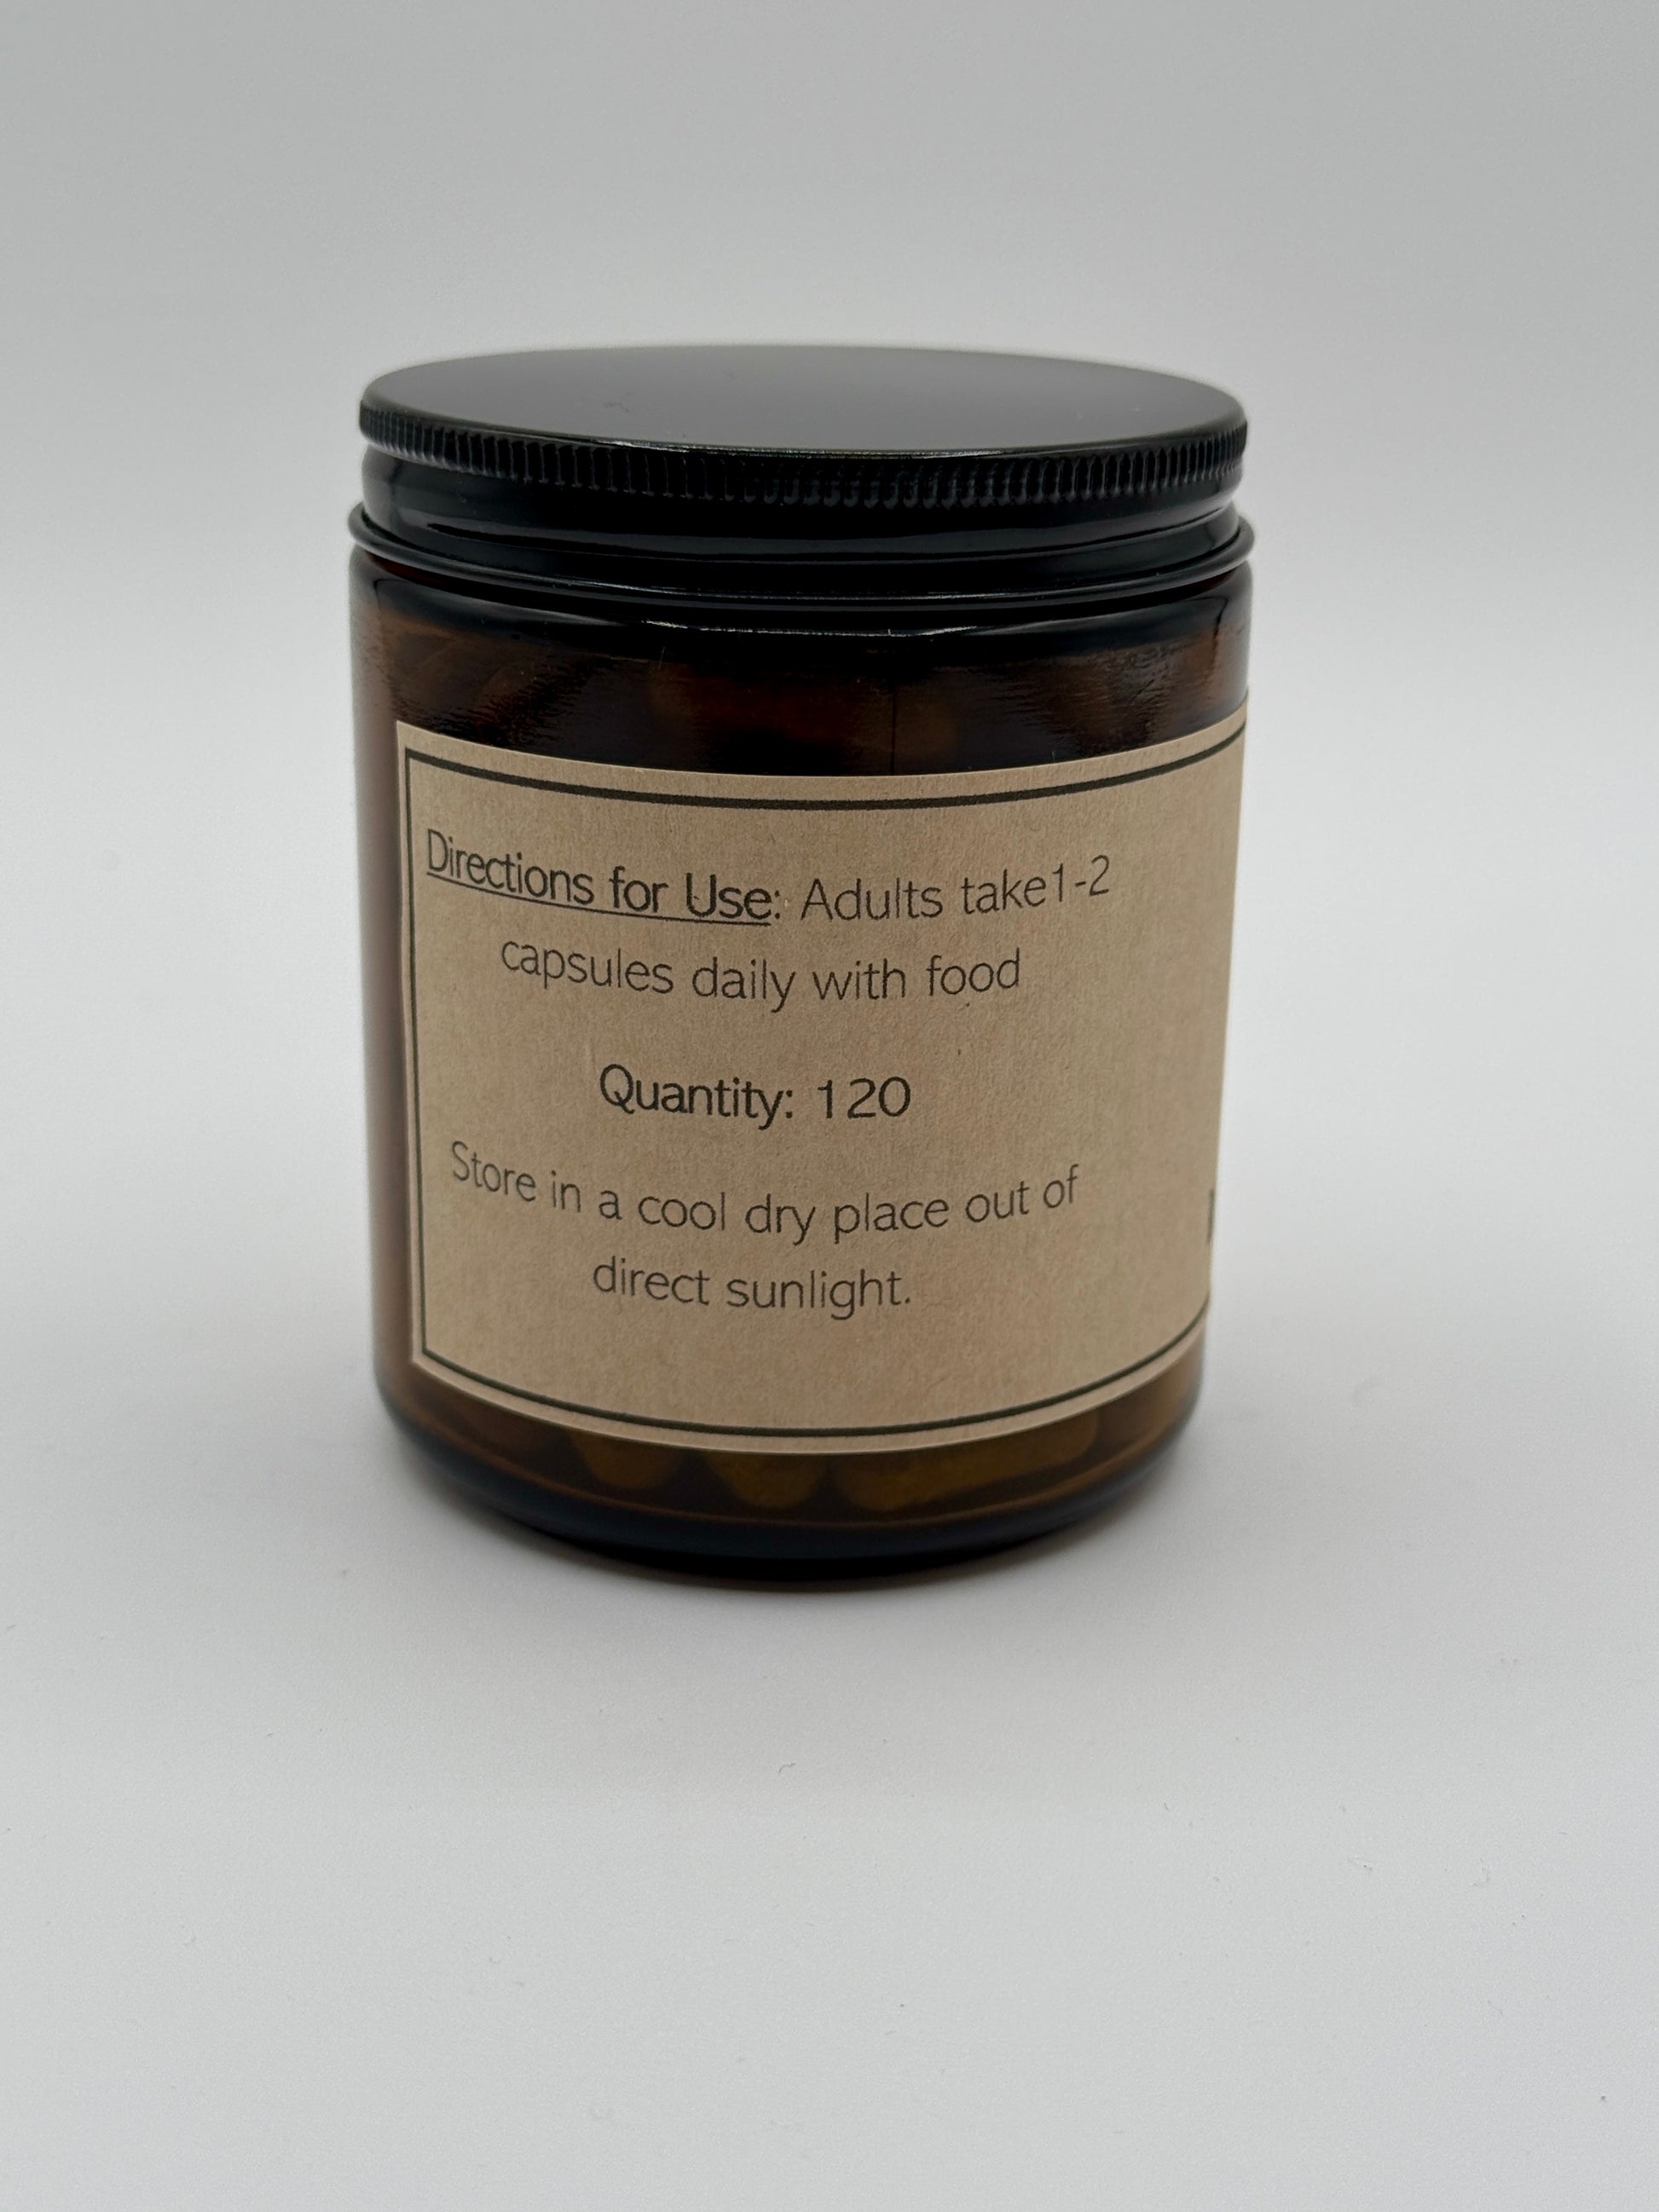 Directions for Use: Adults take1-2
capsules daily with food
Quantity: 120
Store in a cool dry place out of
direct sunlight.